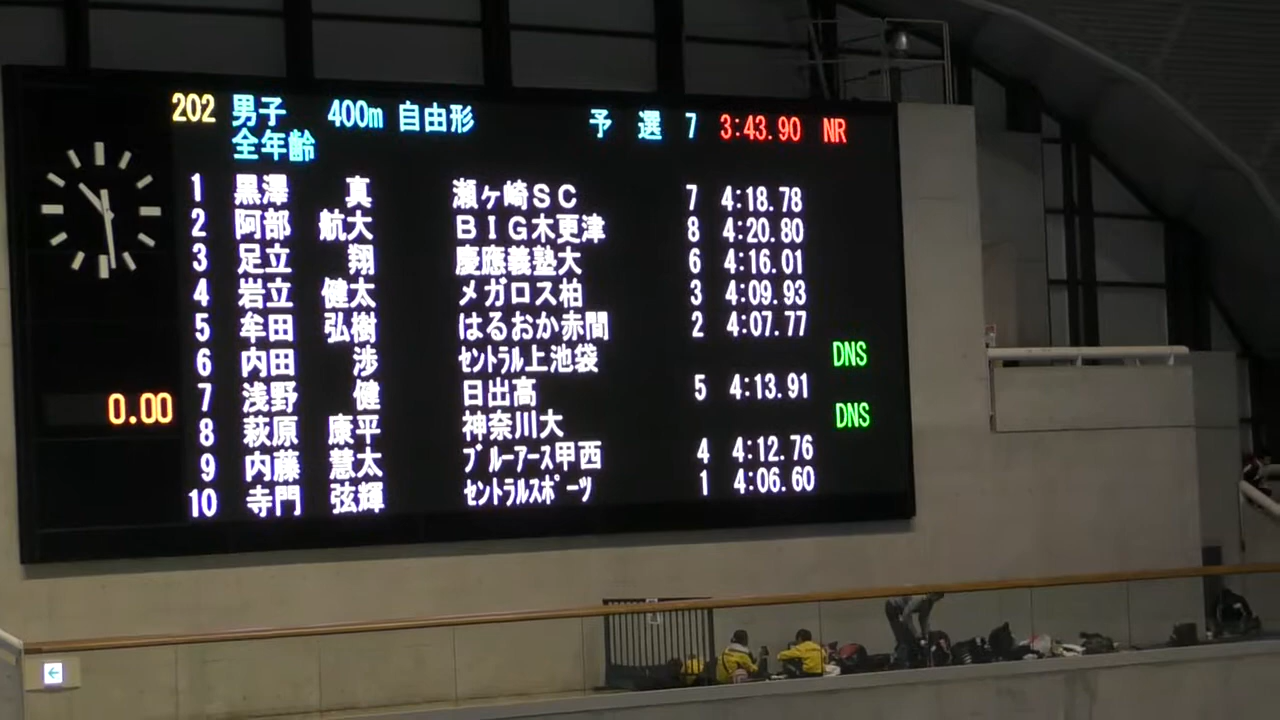 202 男子 400m 自由形 予 選 7 3:43.90 NR
全年齢
1 黒澤 真 瀬ヶ崎SC 7 4:18.78
2 阿部 航大 BIG木更津 8 4:20.80
3 足立 翔 慶應義塾大 6 4:16.01
4 岩立 健太 メガロス柏 3 4:09.93
5 牟田 弘樹 はるおか赤間 2 4:07.77
6 内田 渉 ｾﾝﾄﾗﾙ上池袋 DNS
7 浅野 健 日出高 5 4:13.91
8 萩原 康平 神奈川大 DNS
9 内藤 慧太 ﾌﾞﾙｰｱｰｽ甲西 4 4:12.76
10 寺門 弦輝 ｾﾝﾄﾗﾙｽﾎﾟｰﾂ 1 4:06.60
0.00